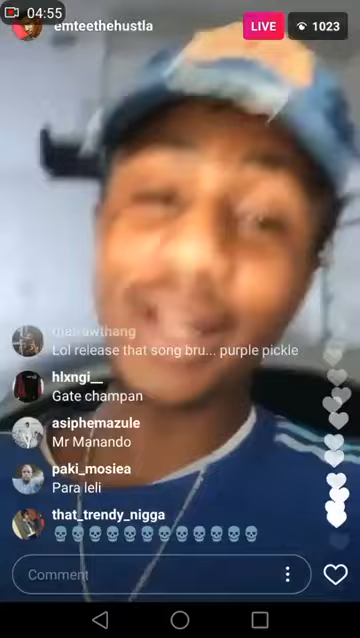 04:55
emteethehustla
LIVE
1023
Lol release that song bru... purple pickle
hlxngi__
Gate champan
asiphemazule
Mr Manando
paki_mosiea
Para leli
that_trendy_nigga
💀💀💀💀💀💀💀💀💀💀💀💀
Comment